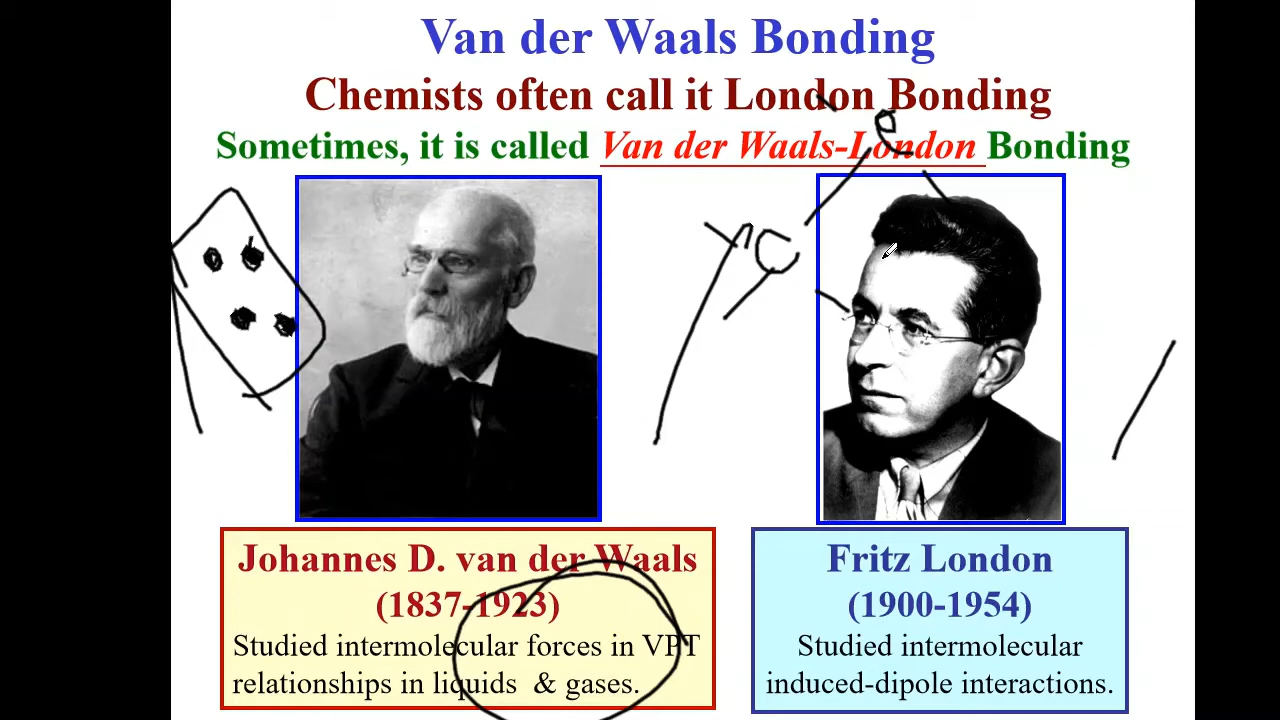 Van der Waals Bonding
Chemists often call it London Bonding
Sometimes, it is called Van der Waals-London Bonding
Johannes D. van der Waals
(1837-1923)
Studied intermolecular forces in VPT
relationships in liquids & gases.
Fritz London
(1900-1954)
Studied intermolecular
induced-dipole interactions.